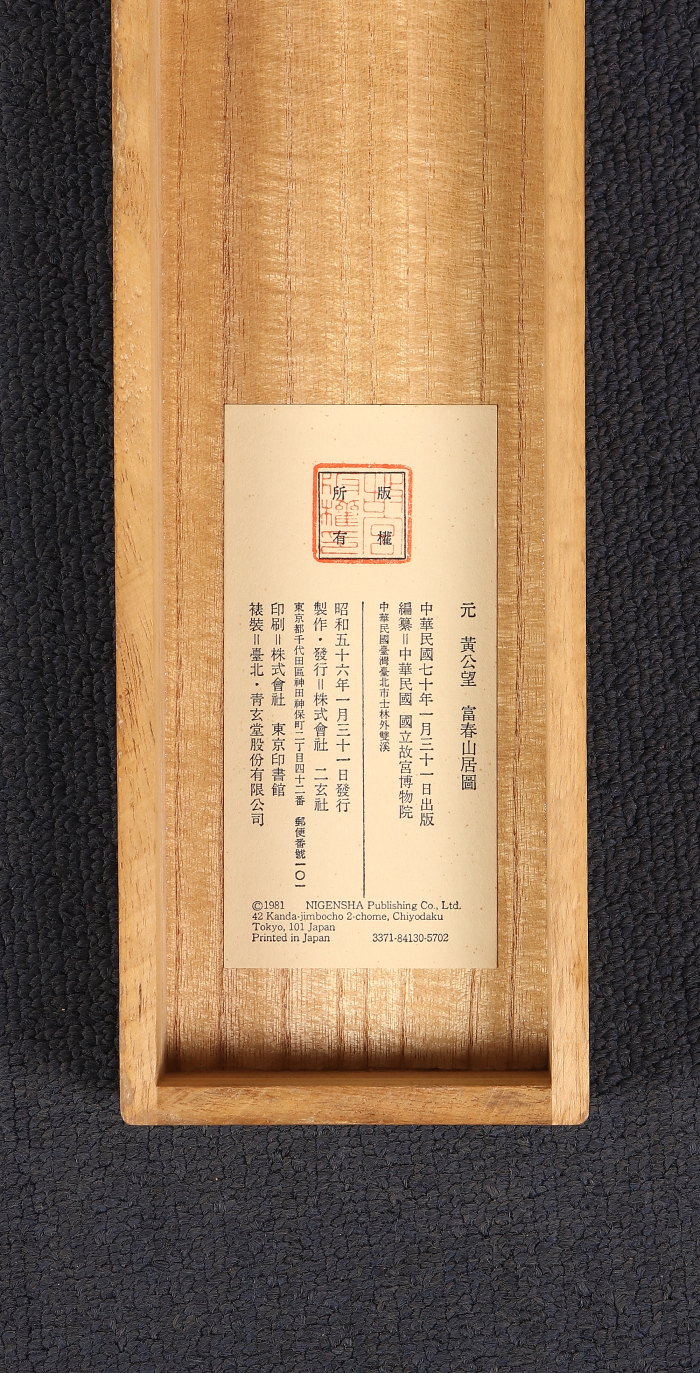 版權
所有
元　黃公望　富春山居圖
中華民國七十年一月三十一日出版
編纂＝中華民國　國立故宮博物院
中華民國臺灣臺北市士林外雙溪
昭和五十六年一月三十一日發行
製作・發行＝株式會社　二玄社
東京都千代田區神田神保町二丁目四十二番　郵便番號一〇一
印刷＝株式會社　東京印書館
裱裝＝臺北・青玄堂股份有限公司
©1981 NIGENSHA Publishing Co., Ltd.
42 Kanda-jimbocho 2-chome, Chiyodaku
Tokyo, 101 Japan
Printed in Japan 3371-84130-5702